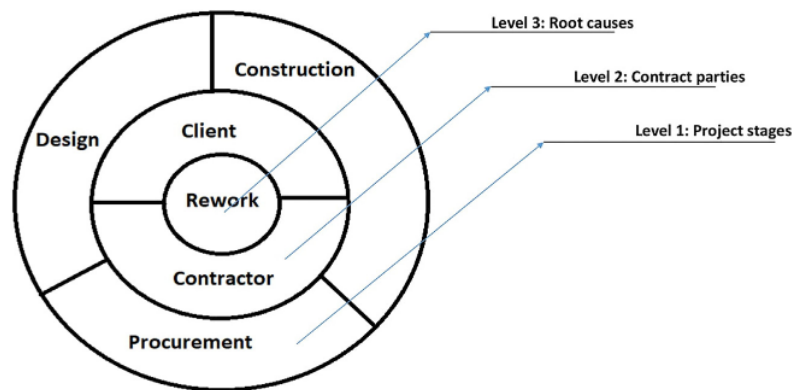 Level 3: Root causes
Construction
Level 2: Contract parties
Client
Design
Level 1: Project stages
Rework
Contractor
Procurement